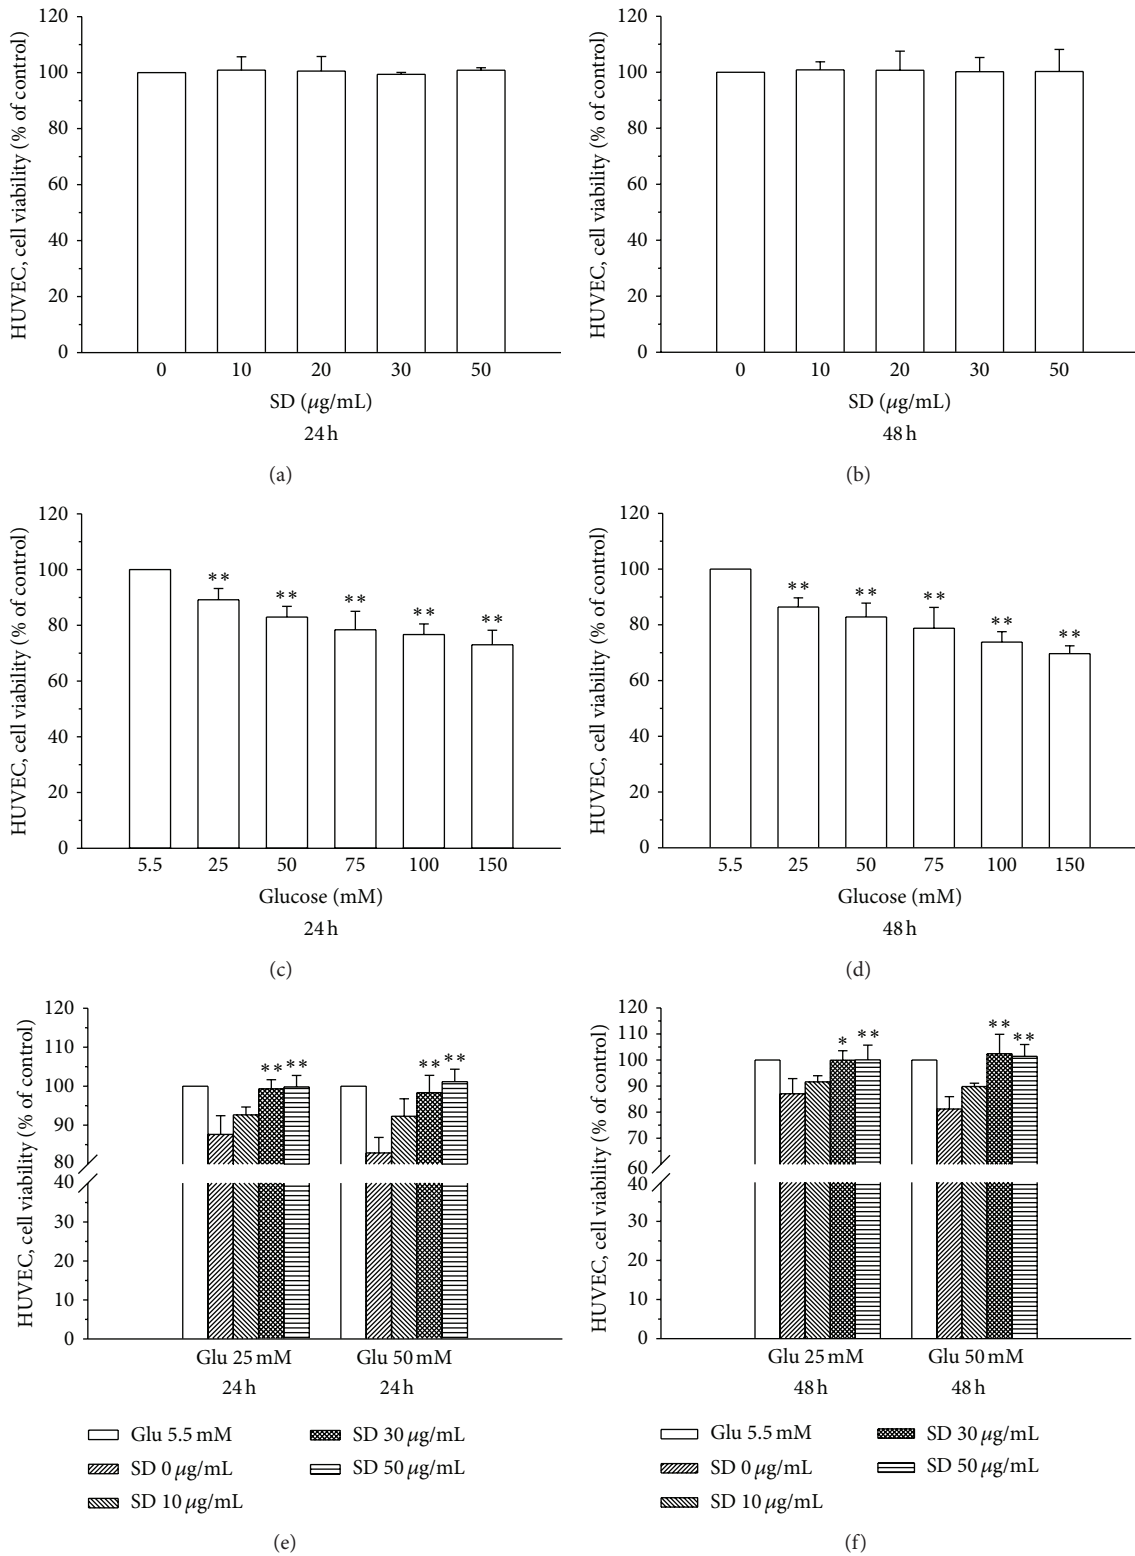 HUVEC, cell viability (% of control)
120
100
80
60
40
20
0
0 10 20 30 50
SD (μg/mL)
24 h
(a)
HUVEC, cell viability (% of control)
120
100
80
60
40
20
0
0 10 20 30 50
SD (μg/mL)
48 h
(b)
HUVEC, cell viability (% of control)
120
100
80
60
40
20
0
** ** ** ** **
5.5 25 50 75 100 150
Glucose (mM)
24 h
(c)
HUVEC, cell viability (% of control)
120
100
80
60
40
20
0
** ** ** ** **
5.5 25 50 75 100 150
Glucose (mM)
48 h
(d)
HUVEC, cell viability (% of control)
120
110
100
90
80
40
30
20
10
0
** ** ** **
Glu 25 mM Glu 50 mM
24 h 24 h
Glu 5.5 mM
SD 0 μg/mL
SD 10 μg/mL
SD 30 μg/mL
SD 50 μg/mL
(e)
HUVEC, cell viability (% of control)
120
110
100
90
80
70
60
40
30
20
10
0
* ** ** **
Glu 25 mM Glu 50 mM
48 h 48 h
Glu 5.5 mM
SD 0 μg/mL
SD 10 μg/mL
SD 30 μg/mL
SD 50 μg/mL
(f)